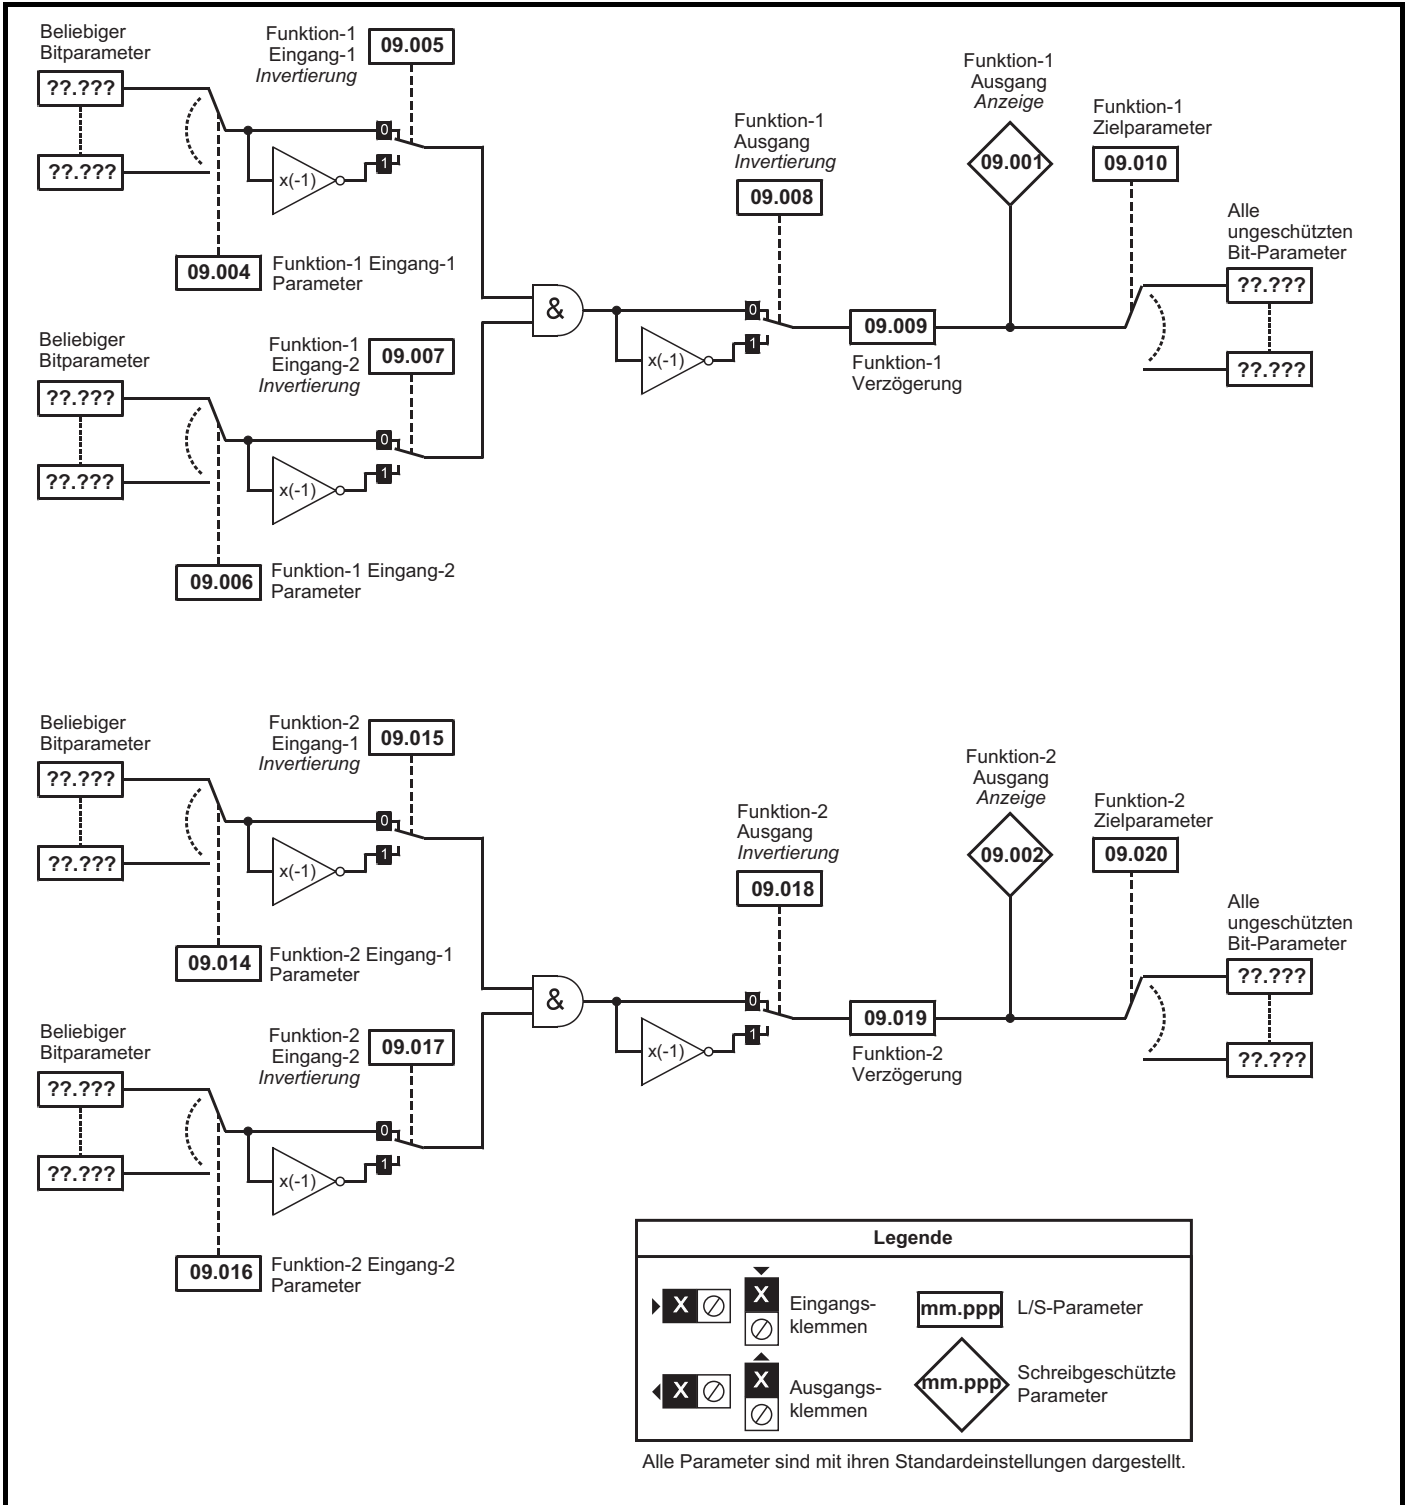 Beliebiger
Bitparameter
??.???
??.???
Funktion-1
Eingang-1
Invertierung
09.005
0
1
x(-1)
09.004
Funktion-1 Eingang-1
Parameter
Beliebiger
Bitparameter
??.???
??.???
Funktion-1
Eingang-2
Invertierung
09.007
0
1
x(-1)
09.006
Funktion-1 Eingang-2
Parameter
&
x(-1)
Funktion-1
Ausgang
Invertierung
09.008
0
1
09.009
Funktion-1
Verzögerung
Funktion-1
Ausgang
Anzeige
09.001
Funktion-1
Zielparameter
09.010
Alle
ungeschützten
Bit-Parameter
??.???
??.???
Beliebiger
Bitparameter
??.???
??.???
Funktion-2
Eingang-1
Invertierung
09.015
0
1
x(-1)
09.014
Funktion-2 Eingang-1
Parameter
Beliebiger
Bitparameter
??.???
??.???
Funktion-2
Eingang-2
Invertierung
09.017
0
1
x(-1)
09.016
Funktion-2 Eingang-2
Parameter
&
x(-1)
Funktion-2
Ausgang
Invertierung
09.018
0
1
09.019
Funktion-2
Verzögerung
Funktion-2
Ausgang
Anzeige
09.002
Funktion-2
Zielparameter
09.020
Alle
ungeschützten
Bit-Parameter
??.???
??.???
Legende
X
X
Eingangs-
klemmen
mm.ppp
L/S-Parameter
X
X
Ausgangs-
klemmen
mm.ppp
Schreibgeschützte
Parameter
Alle Parameter sind mit ihren Standardeinstellungen dargestellt.